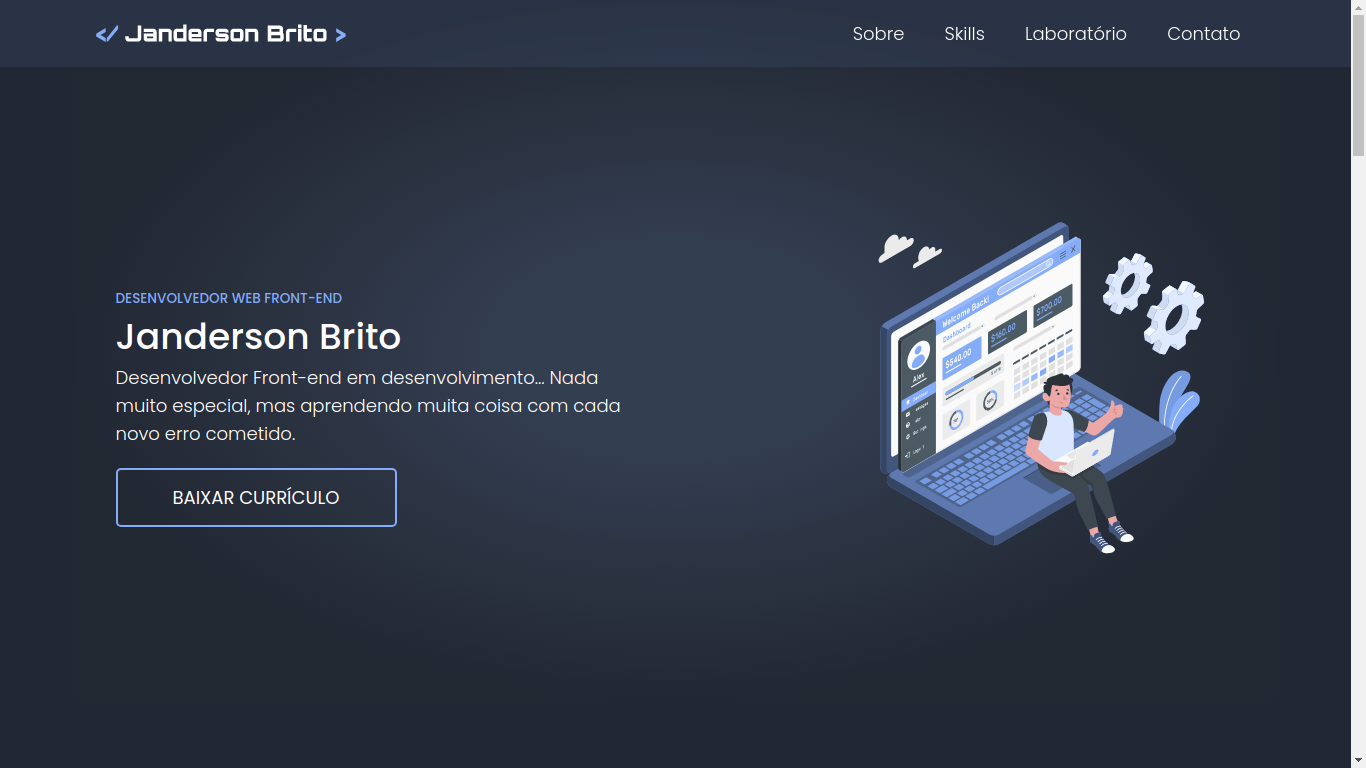 </ Janderson Brito >
Sobre Skills Laboratório Contato
DESENVOLVEDOR WEB FRONT-END
Janderson Brito
Desenvolvedor Front-end em desenvolvimento... Nada
muito especial, mas aprendendo muita coisa com cada
novo erro cometido.
BAIXAR CURRÍCULO
Welcome Back!
Dashboard
$540.00
$160.00
$700.00
Alex